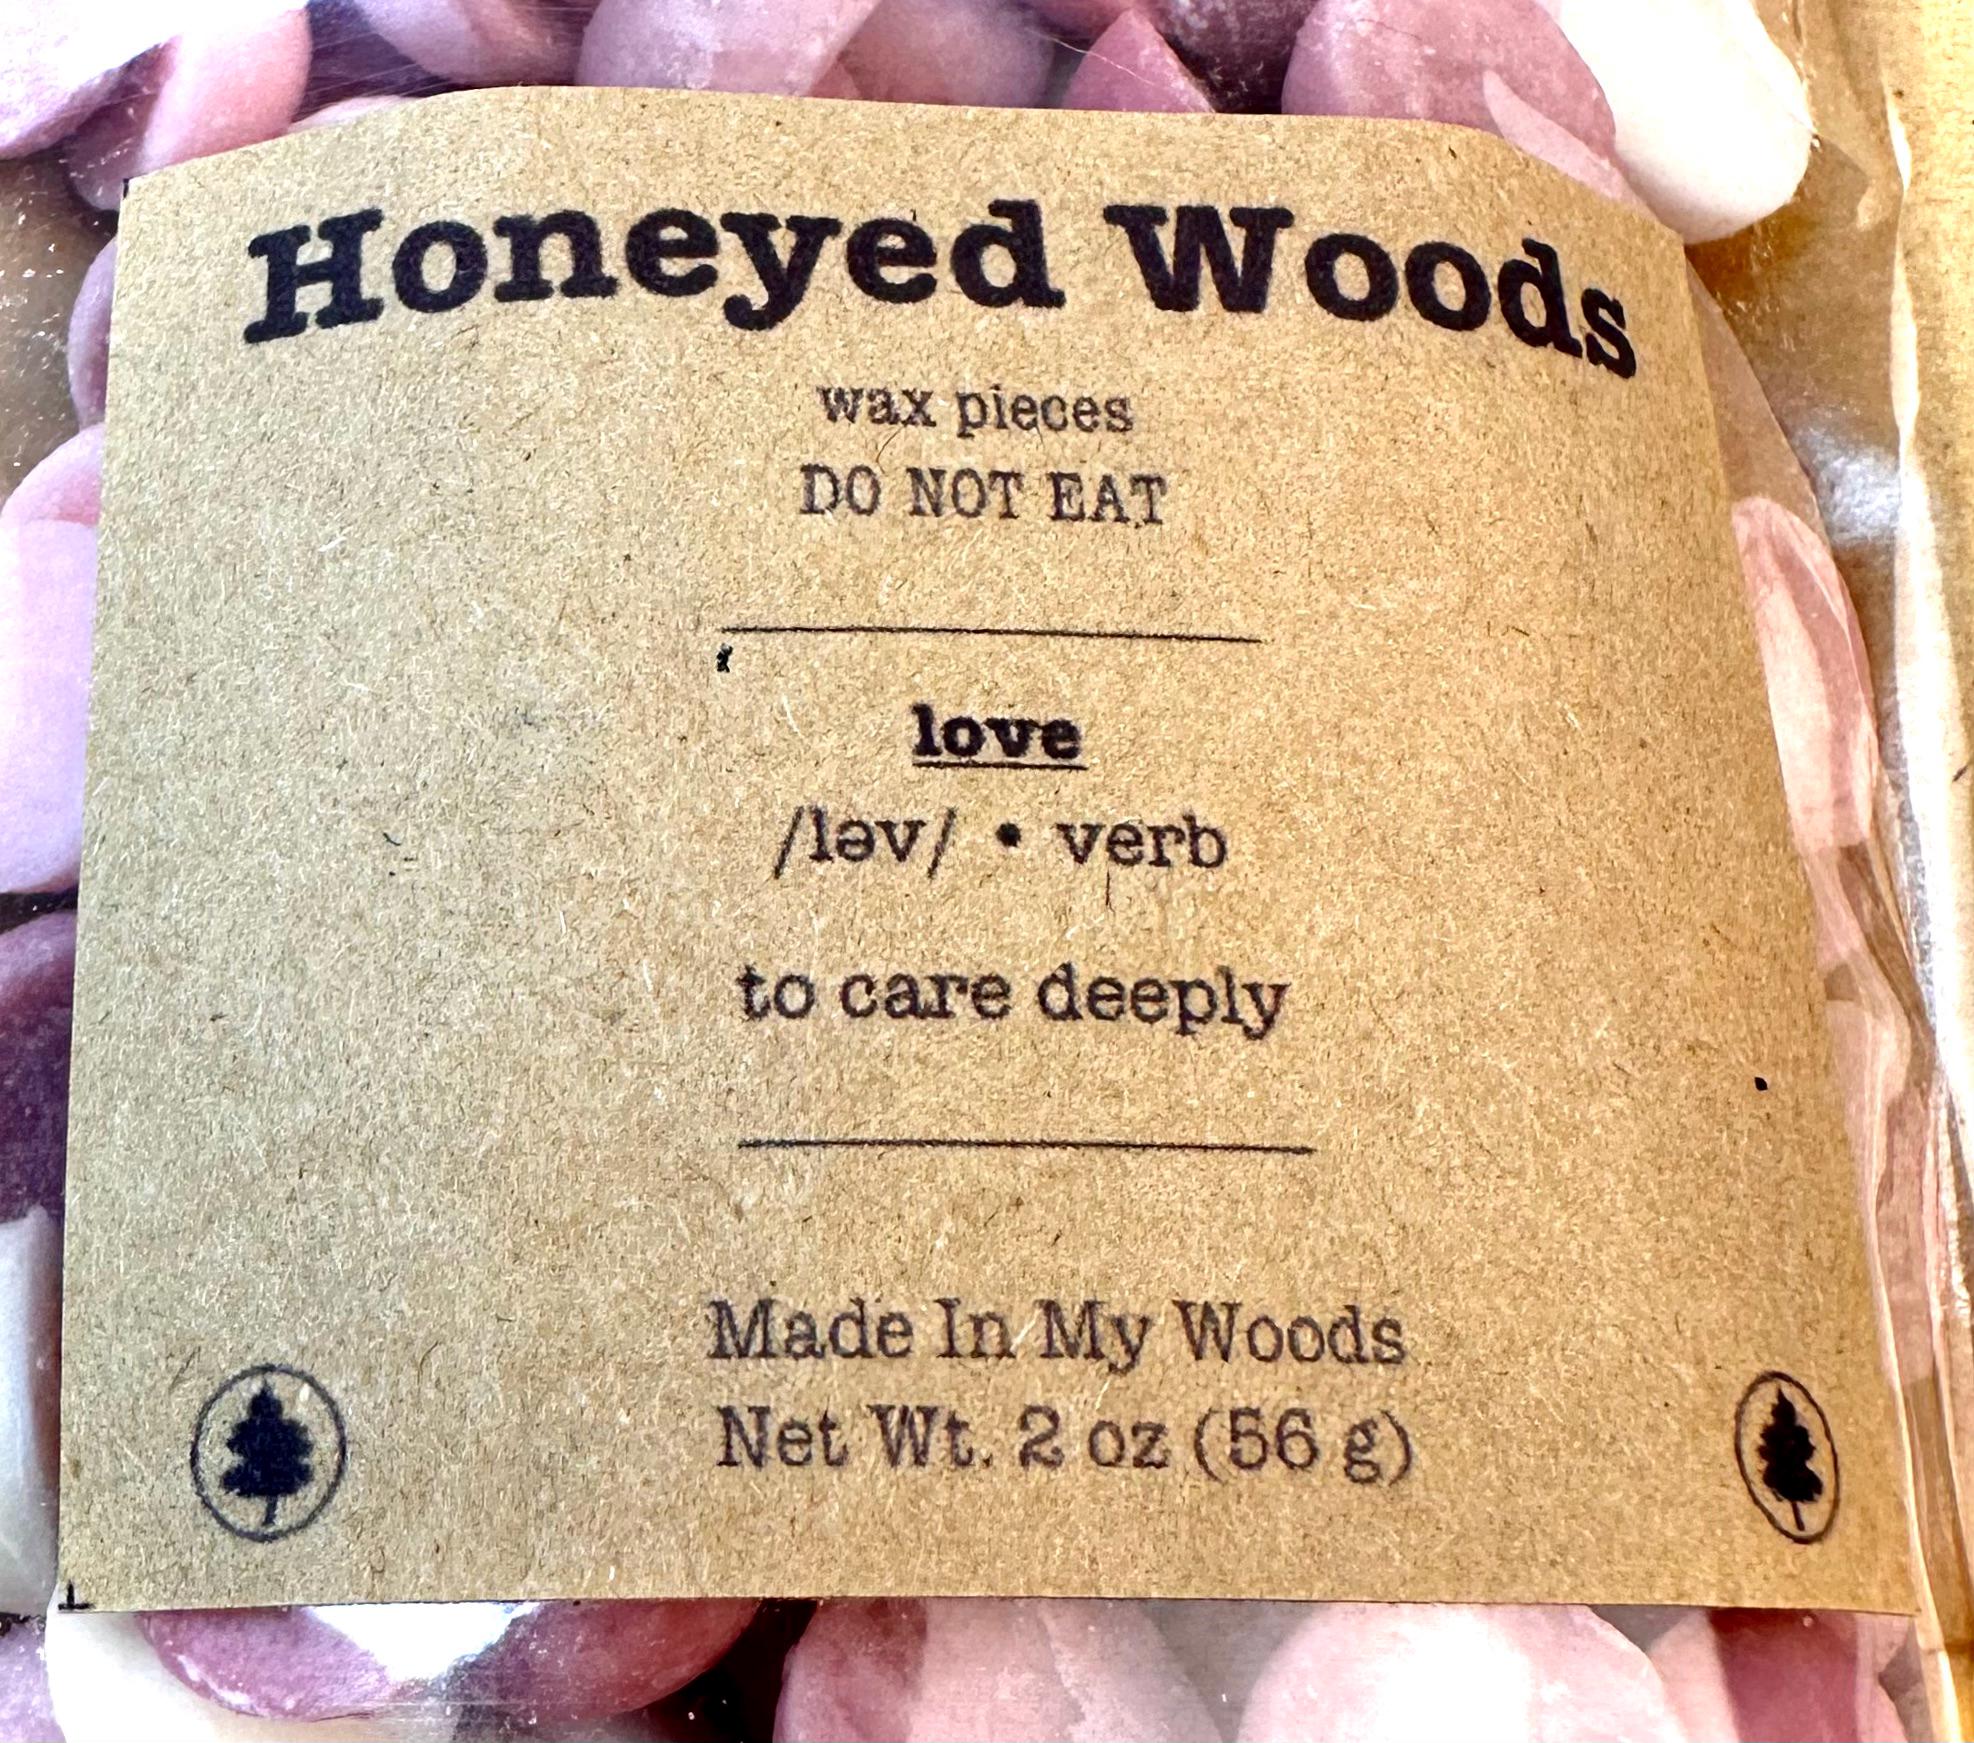 Honeyed Woods
wax pieces
DO NOT EAT
love
/ləv/ • verb
to care deeply
Made In My Woods
Net Wt. 2 oz (56 g)